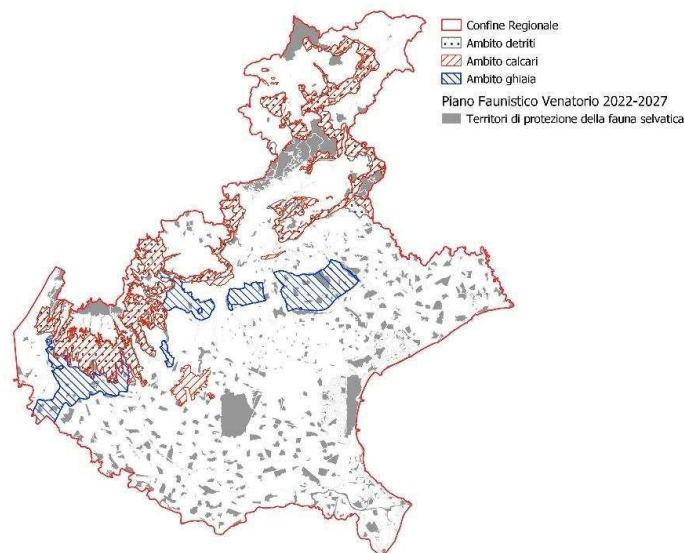 Confine Regionale
Ambito detriti
Ambito calcari
Ambito ghiaia
Piano Faunistico Venatorio 2022-2027
Territori di protezione della fauna selvatica